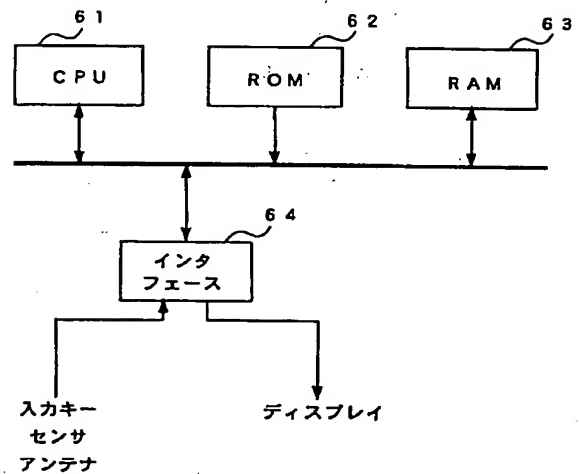 61
CPU
62
ROM
63
RAM
64
インタ
フェース
入力キー
センサ
アンテナ
ディスプレイ